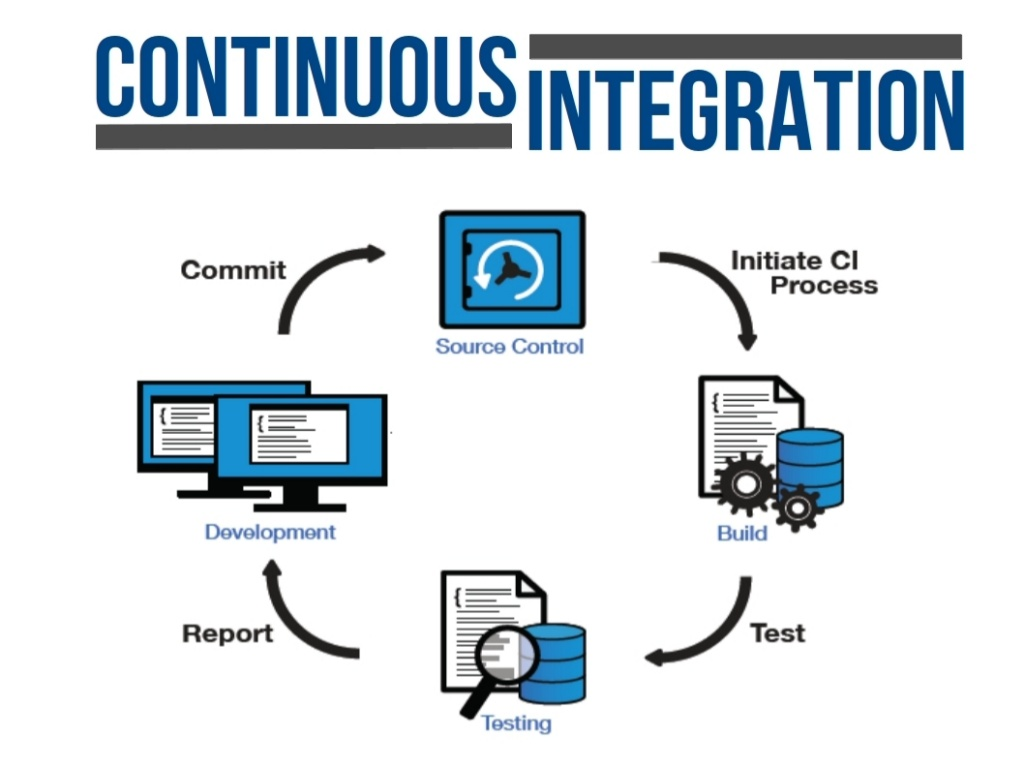 CONTINUOUS
INTEGRATION
Commit
Initiate CI
Process
Source Control
{
{
{
Development
Build
{
Report
Test
Testing